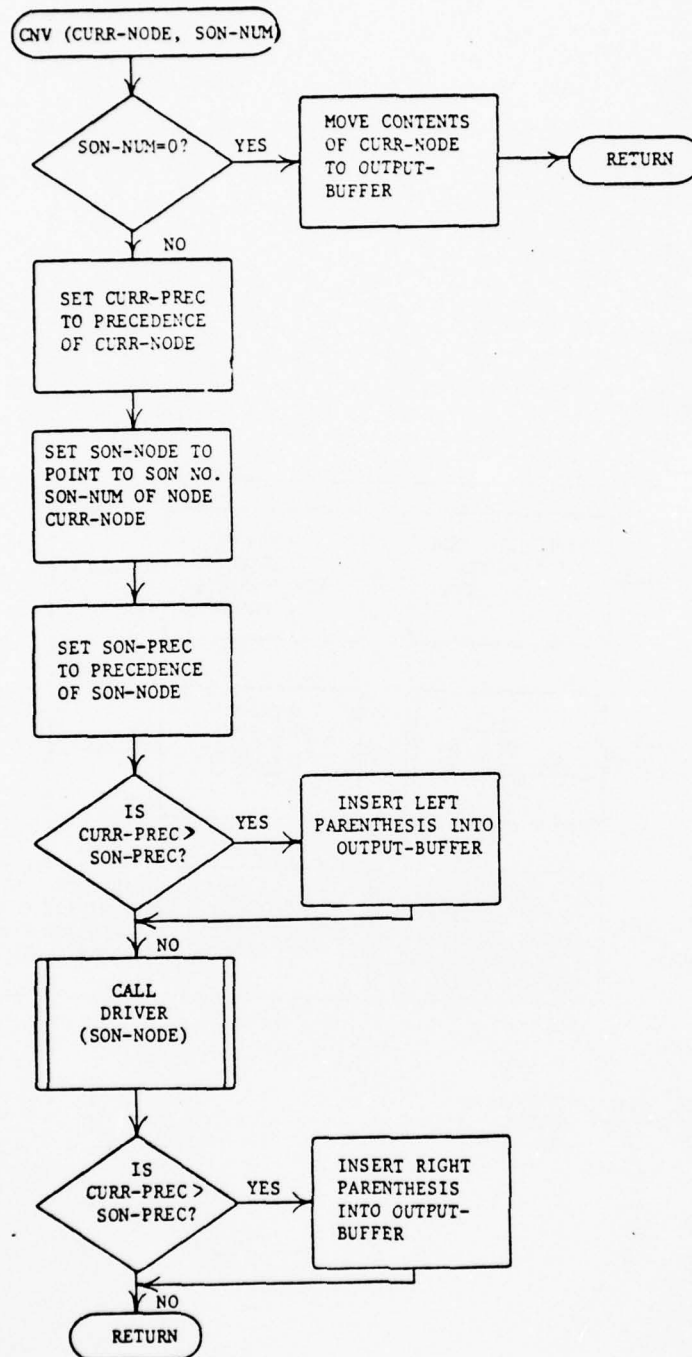 CNV (CURR-NODE, SON-NUM)
SON-NUM=0?
YES
MOVE CONTENTS
OF CURR-NODE
TO OUTPUT-
BUFFER
RETURN
NO
SET CURR-PREC
TO PRECEDENCE
OF CURR-NODE
SET SON-NODE TO
POINT TO SON NO.
SON-NUM OF NODE
CURR-NODE
SET SON-PREC
TO PRECEDENCE
OF SON-NODE
IS
CURR-PREC>
SON-PREC?
YES
INSERT LEFT
PARENTHESIS INTO
OUTPUT-BUFFER
NO
CALL
DRIVER
(SON-NODE)
IS
CURR-PREC>
SON-PREC?
YES
INSERT RIGHT
PARENTHESIS
INTO OUTPUT-
BUFFER
NO
RETURN